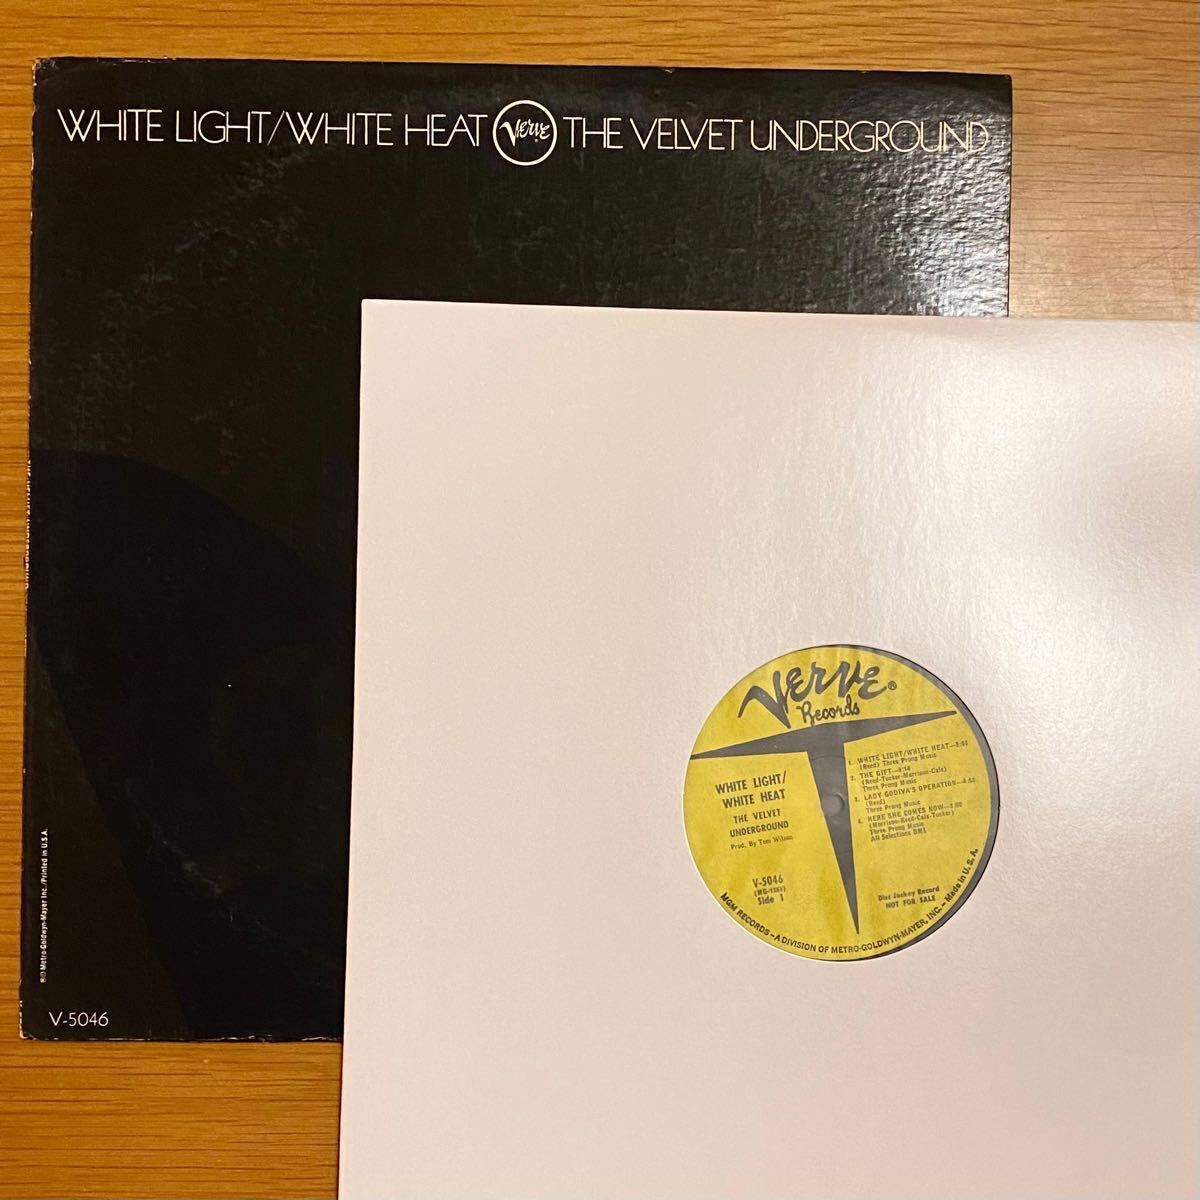 WHITE LIGHT/WHITE HEAT Verve THE VELVET UNDERGROUND
℗© Metro-Goldwyn-Mayer Inc./Printed in U.S.A.
V-5046
VERVE®
Records
WHITE LIGHT/
WHITE HEAT
THE VELVET
UNDERGROUND
Prod. By Tom Wilson
V-5046
Side 1
1. WHITE LIGHT/WHITE HEAT
(Reed) Three Prong Music
2. THE GIFT
(Reed-Tucker-Morrison-Cale)
Three Prong Music
3. LADY GODIVA'S OPERATION
(Reed)
Three Prong Music
4. HERE SHE COMES NOW
(Morrison-Reed-Cale-Tucker)
Three Prong Music
All Selections BMI
Disc Jockey Record
NOT FOR SALE
MGM RECORDS – A DIVISION OF METRO-GOLDWYN-MAYER, INC. – Made in U. S. A.